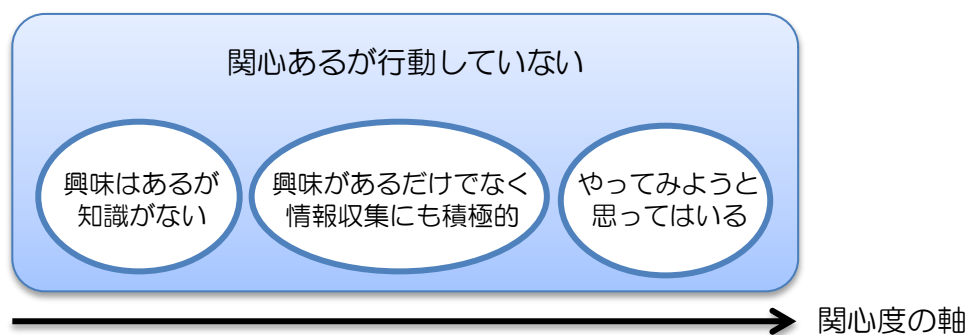 関心あるが行動していない
興味はあるが
知識がない
興味があるだけでなく
情報収集にも積極的
やってみようと
思ってはいる
関心度の軸